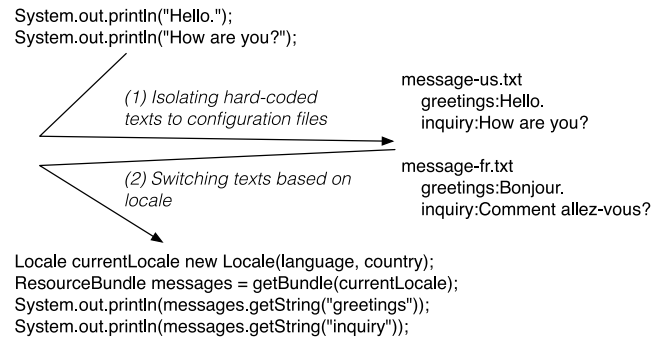 System.out.println("Hello.");
System.out.println("How are you?");
(1) Isolating hard-coded
texts to configuration files
message-us.txt
greetings:Hello.
inquiry:How are you?
message-fr.txt
greetings:Bonjour.
inquiry:Comment allez-vous?
(2) Switching texts based on
locale
Locale currentLocale new Locale(language, country);
ResourceBundle messages = getBundle(currentLocale);
System.out.println(messages.getString("greetings"));
System.out.println(messages.getString("inquiry"));